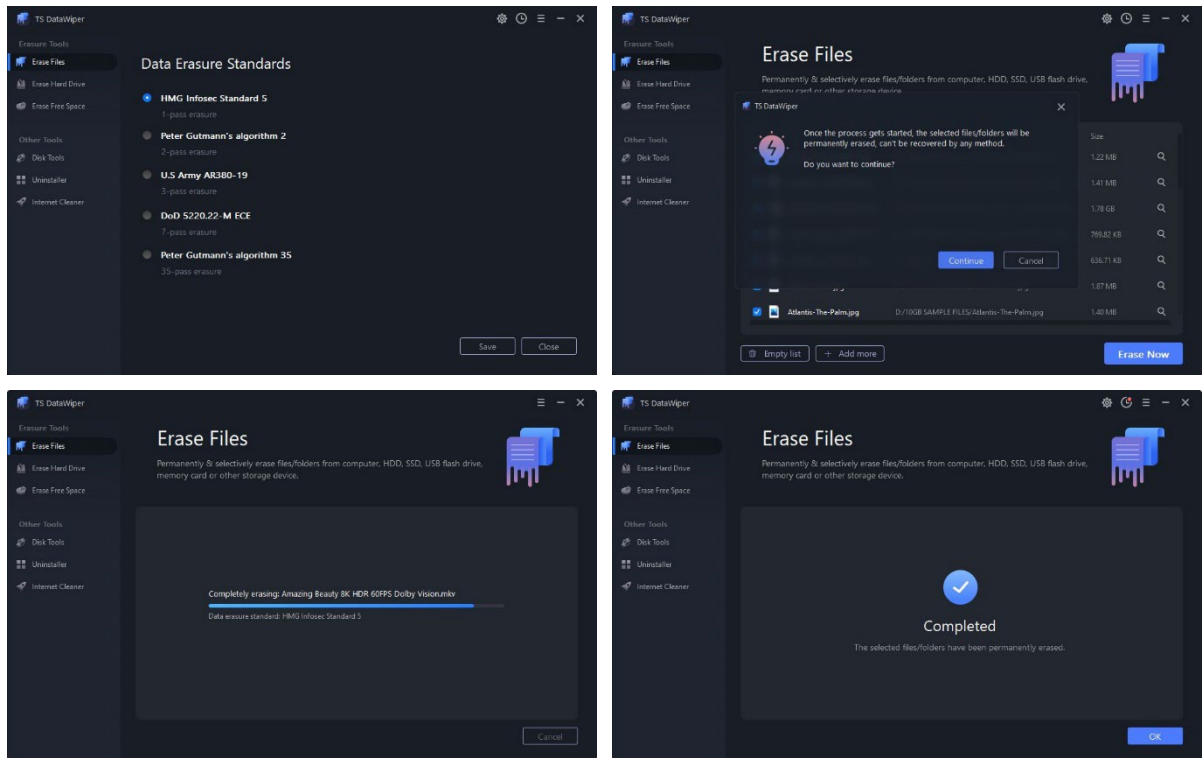 TS DataWiper
Erasure Tools
Erase Files
Erase Hard Drive
Erase Free Space
Other Tools
Disk Tools
Uninstaller
Internet Cleaner
Data Erasure Standards
HMG Infosec Standard 5
1-pass erasure
Peter Gutmann's algorithm 2
2-pass erasure
U.S Army AR380-19
3-pass erasure
DoD 5220.22-M ECE
7-pass erasure
Peter Gutmann's algorithm 35
35-pass erasure
Save Close
TS DataWiper
Erasure Tools
Erase Files
Erase Hard Drive
Erase Free Space
Other Tools
Disk Tools
Uninstaller
Internet Cleaner
Erase Files
Permanently & selectively erase files/folders from computer, HDD, SSD, USB flash drive,
memory card or other storage device.
TS DataWiper
Once the process gets started, the selected files/folders will be
permanently erased, can't be recovered by any method.
Do you want to continue?
Continue Cancel
Size
1.22 MB
1.41 MB
1.78 GB
769.82 KB
636.71 KB
1.87 MB
Atlantis-The-Palm.jpg D:/10GB SAMPLE FILES/Atlantis-The-Palm.jpg 1.40 MB
Empty list + Add more Erase Now
TS DataWiper
Erasure Tools
Erase Files
Erase Hard Drive
Erase Free Space
Other Tools
Disk Tools
Uninstaller
Internet Cleaner
Erase Files
Permanently & selectively erase files/folders from computer, HDD, SSD, USB flash drive,
memory card or other storage device.
Completely erasing: Amazing Beauty 8K HDR 60FPS Dolby Vision.mkv
Data erasure standard: HMG Infosec Standard 5
Cancel
TS DataWiper
Erasure Tools
Erase Files
Erase Hard Drive
Erase Free Space
Other Tools
Disk Tools
Uninstaller
Internet Cleaner
Erase Files
Permanently & selectively erase files/folders from computer, HDD, SSD, USB flash drive,
memory card or other storage device.
Completed
The selected files/folders have been permanently erased.
OK